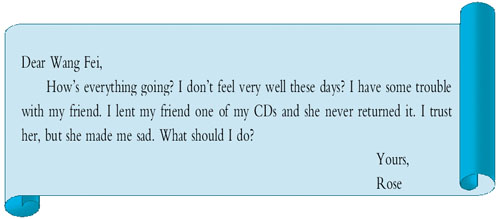 Dear Wang Fei,
How's everything going? I don't feel very well these days? I have some trouble
with my friend. I lent my friend one of my CDs and she never returned it. I trust
her, but she made me sad. What should I do?
Yours,
Rose